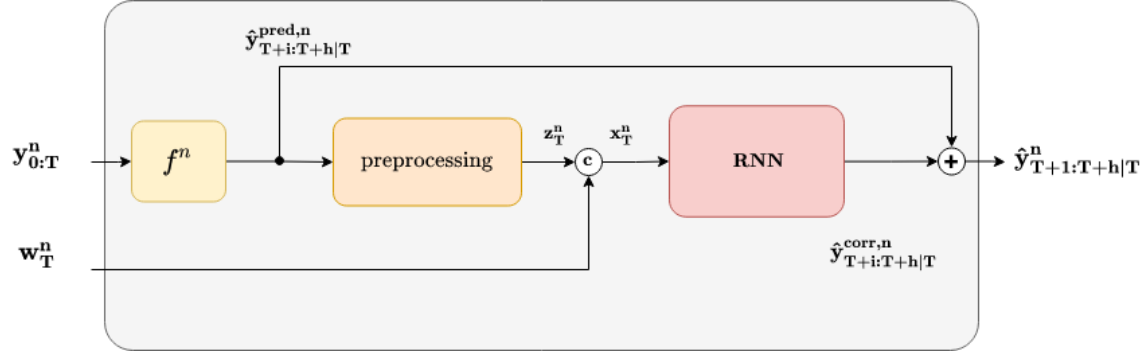 ŷ^{pred,n}_{T+i:T+h|T}
y^n_{0:T}
f^n
preprocessing
z^n_T
c
x^n_T
RNN
+
ŷ^n_{T+1:T+h|T}
w^n_T
ŷ^{corr,n}_{T+i:T+h|T}